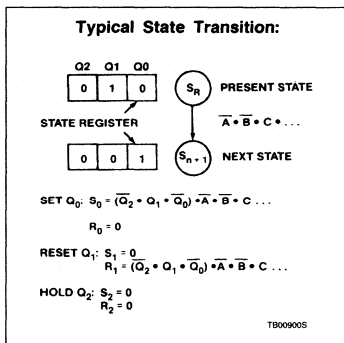 Typical State Transition:
Q2 Q1 Q0
0 1 0
S_R
PRESENT STATE
STATE REGISTER
A̅ • B̅ • C • ...
0 0 1
S_{n + 1}
NEXT STATE
SET Q₀: S₀ = (Q̅₂ • Q₁ • Q̅₀) • A̅ • B̅ • C ...
R₀ = 0
RESET Q₁: S₁ = 0
R₁ = (Q̅₂ • Q₁ • Q̅₀) • A̅ • B̅ • C ...
HOLD Q₂: S₂ = 0
R₂ = 0
TB00900S